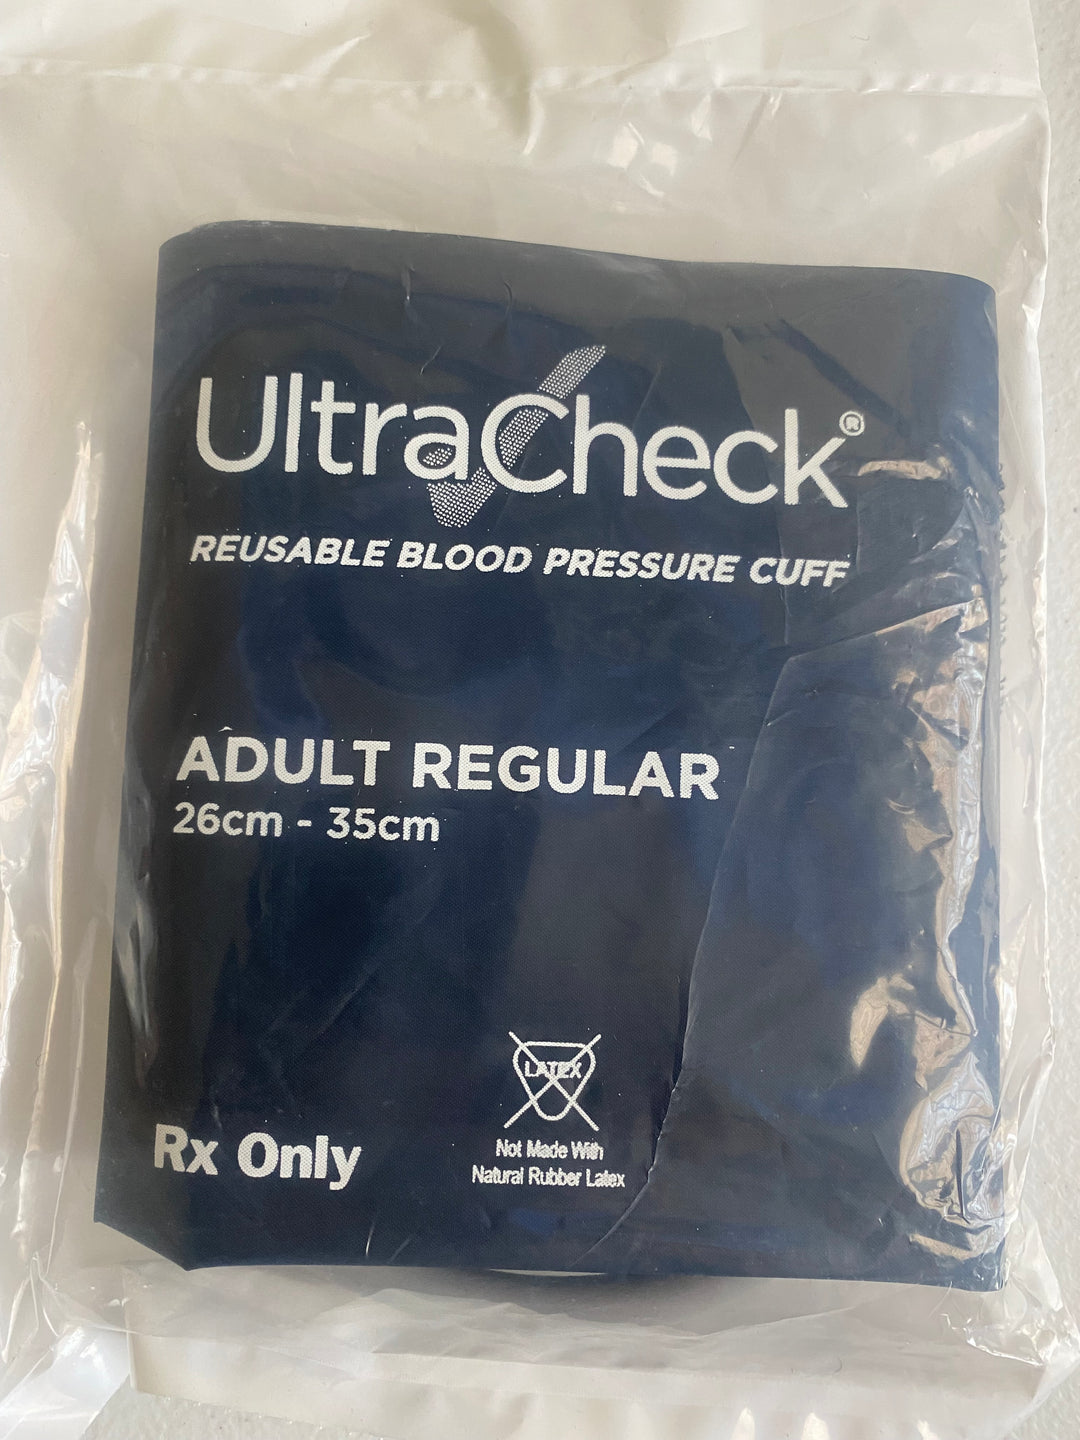 UltraCheck®
REUSABLE BLOOD PRESSURE CUFF
ADULT REGULAR
26cm - 35cm
LATEX
Rx Only
Not Made With
Natural Rubber Latex